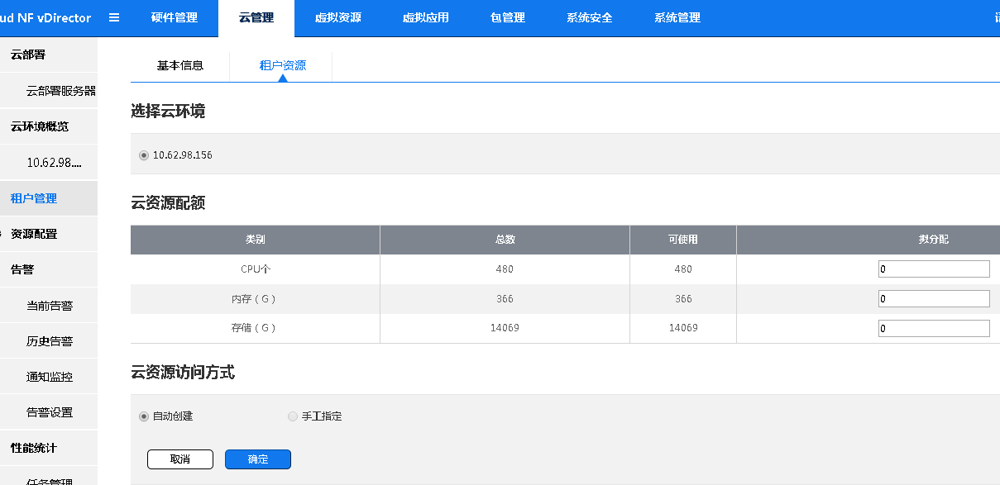 ud NF vDirector 硬件管理 云管理 虚拟资源 虚拟应用 包管理 系统安全 系统管理
云部署
云部署服务器
云环境概览
10.62.98....
租户管理
资源配置
告警
当前告警
历史告警
通知监控
告警设置
性能统计
任务管理
基本信息 租户资源
选择云环境
10.62.98.156
云资源配额
类别 总数 可使用 拟分配
CPU个 480 480 0
内存（G） 366 366 0
存储（G） 14069 14069 0
云资源访问方式
自动创建 手工指定
取消 确定